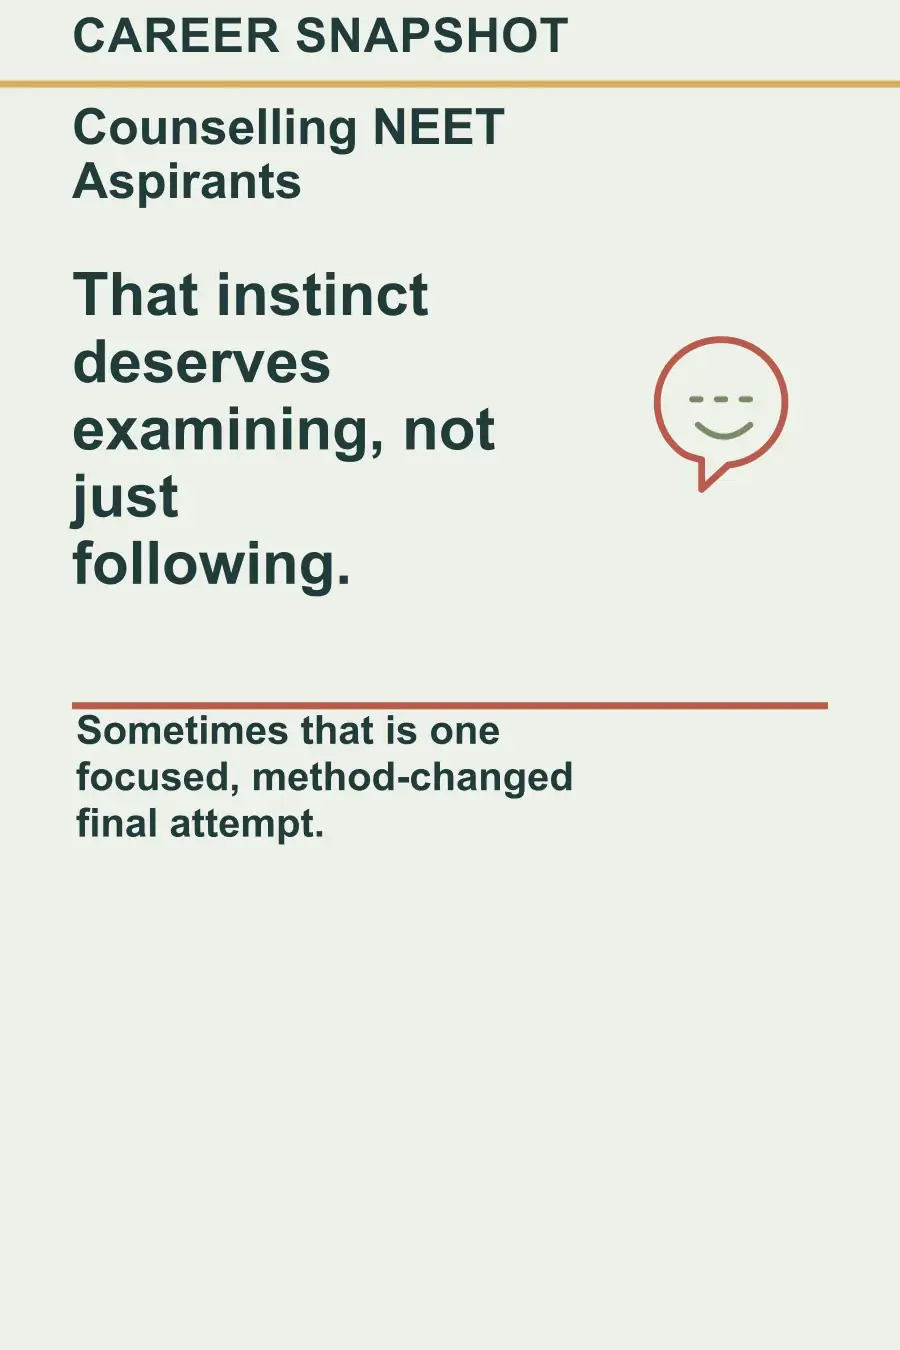 CAREER SNAPSHOT
Counselling NEET
Aspirants
That instinct
deserves
examining, not
just
following.
Sometimes that is one
focused, method-changed
final attempt.